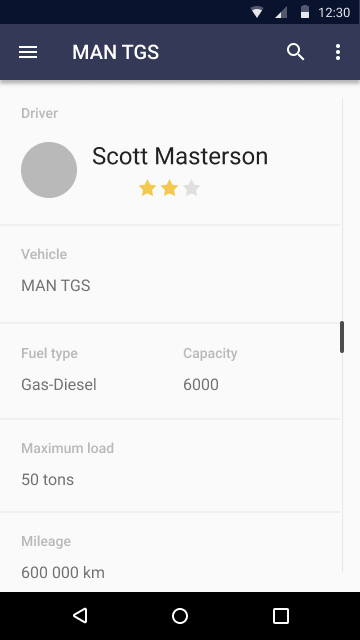 12:30
MAN TGS
Driver
Scott Masterson
Vehicle
MAN TGS
Fuel type Capacity
Gas-Diesel 6000
Maximum load
50 tons
Mileage
600 000 km